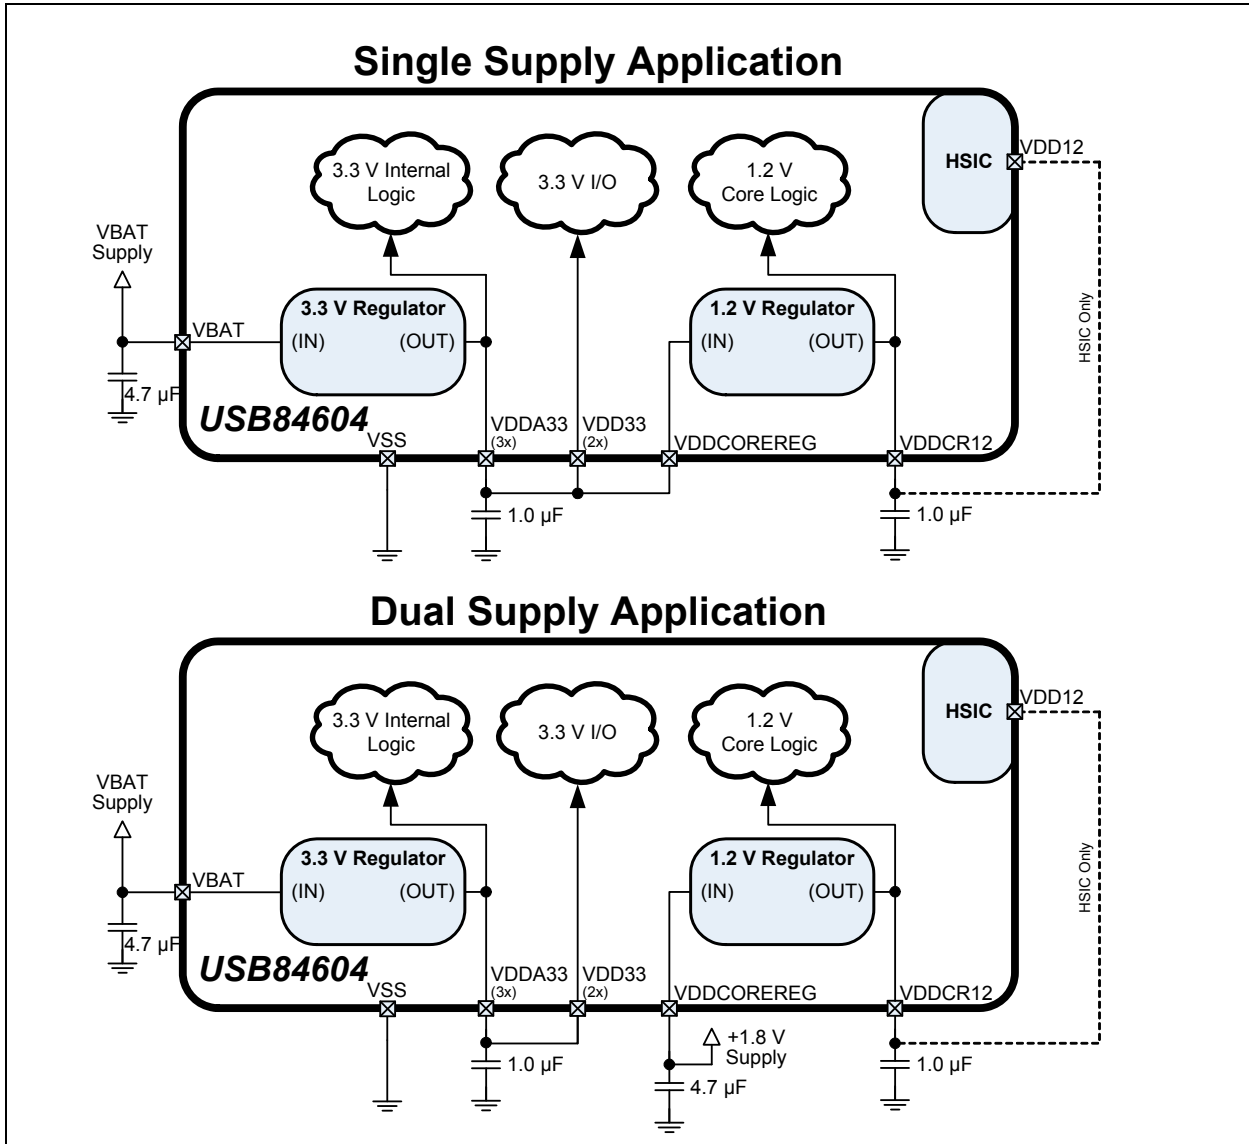 Single Supply Application
HSIC
VDD12
3.3 V Internal
Logic
3.3 V I/O
1.2 V
Core Logic
VBAT
Supply
HSIC Only
3.3 V Regulator
1.2 V Regulator
VBAT
(IN)
(OUT)
(IN)
(OUT)
4.7 µF
USB84604
VSS
VDDA33
(3x)
VDD33
(2x)
VDDCOREREG
VDDCR12
1.0 µF
1.0 µF
Dual Supply Application
HSIC
VDD12
3.3 V Internal
Logic
3.3 V I/O
1.2 V
Core Logic
VBAT
Supply
HSIC Only
3.3 V Regulator
1.2 V Regulator
VBAT
(IN)
(OUT)
(IN)
(OUT)
4.7 µF
USB84604
VSS
VDDA33
(3x)
VDD33
(2x)
VDDCOREREG
VDDCR12
+1.8 V
Supply
1.0 µF
4.7 µF
1.0 µF